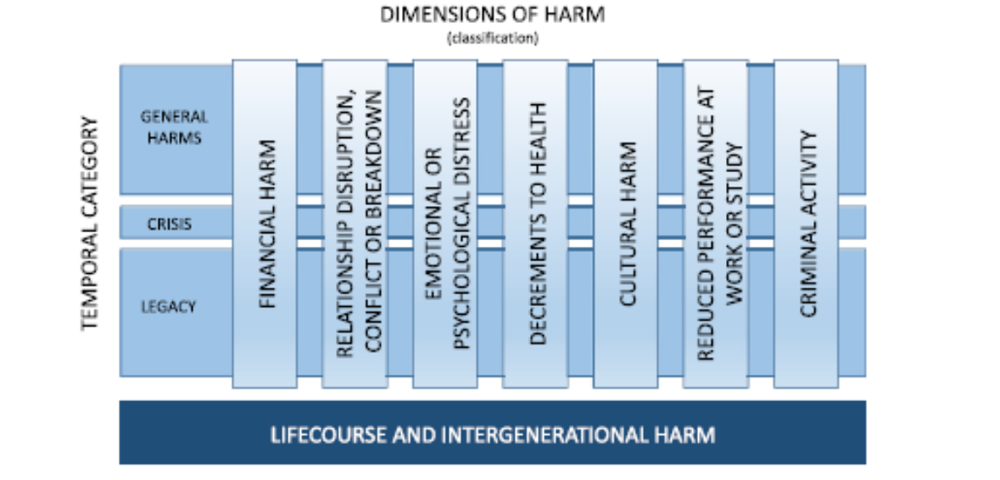 DIMENSIONS OF HARM
(classification)
TEMPORAL CATEGORY
GENERAL
HARMS
CRISIS
LEGACY
FINANCIAL HARM
RELATIONSHIP DISRUPTION,
CONFLICT OR BREAKDOWN
EMOTIONAL OR
PSYCHOLOGICAL DISTRESS
DECREMENTS TO HEALTH
CULTURAL HARM
REDUCED PERFORMANCE AT
WORK OR STUDY
CRIMINAL ACTIVITY
LIFECOURSE AND INTERGENERATIONAL HARM